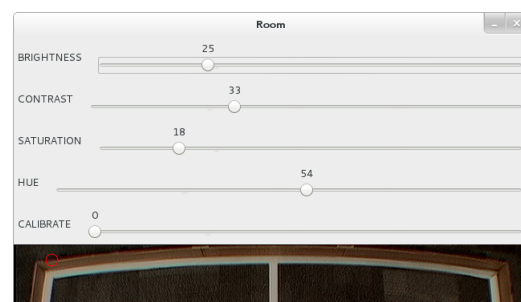 Room
BRIGHTNESS 25
CONTRAST 33
SATURATION 18
HUE 54
CALIBRATE 0